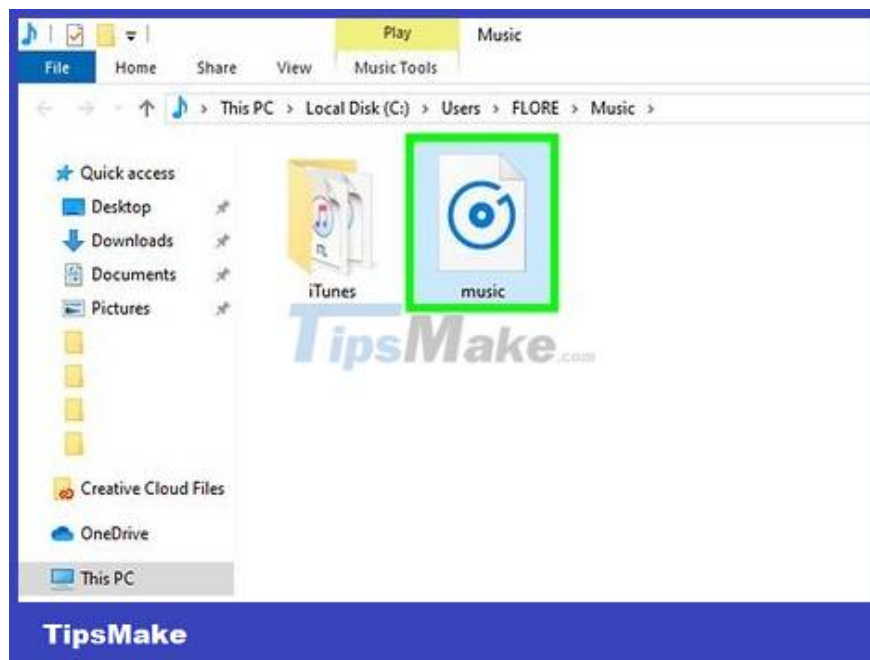 Play Music
File Home Share View Music Tools
> This PC > Local Disk (C:) > Users > FLORE > Music >
Quick access
Desktop
Downloads
Documents
Pictures
iTunes music
TipsMake.com
Creative Cloud Files
OneDrive
This PC
TipsMake